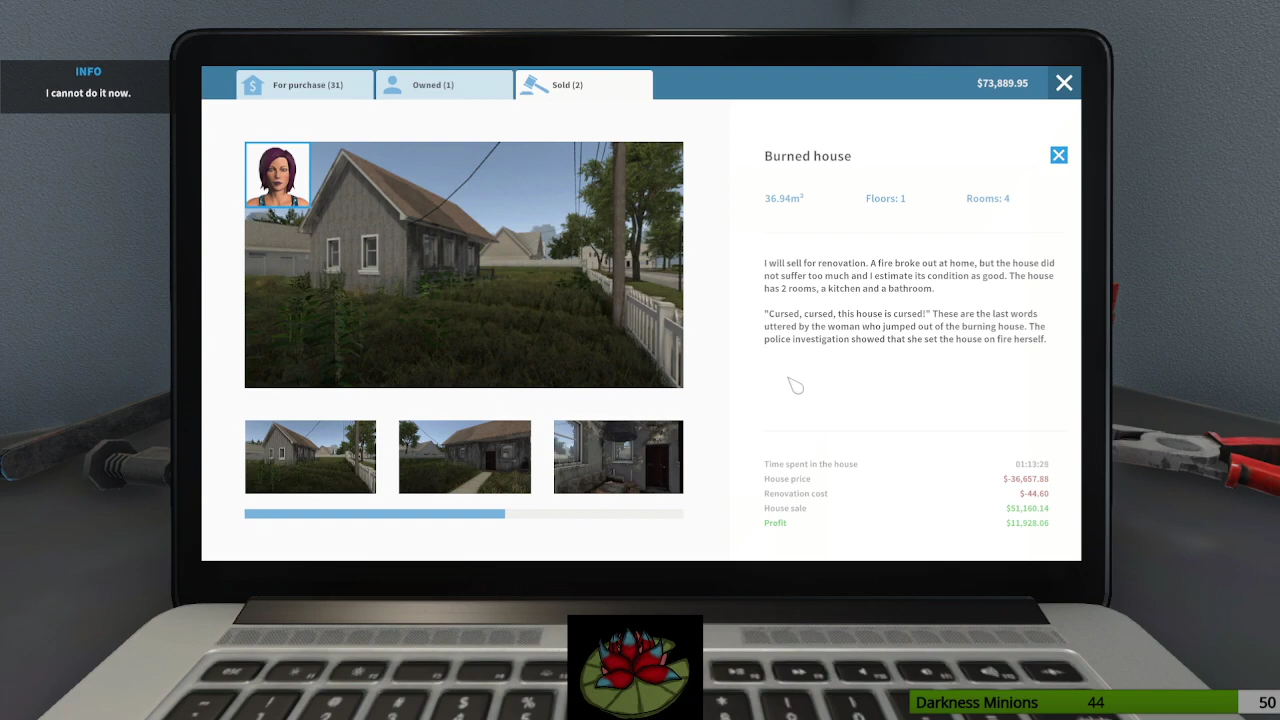 INFO
I cannot do it now.
For purchase (31)
Owned (1)
Sold (2)
$73,889.95
Burned house
36.94m²
Floors: 1
Rooms: 4
I will sell for renovation. A fire broke out at home, but the house did
not suffer too much and I estimate its condition as good. The house
has 2 rooms, a kitchen and a bathroom.
"Cursed, cursed, this house is cursed!" These are the last words
uttered by the woman who jumped out of the burning house. The
police investigation showed that she set the house on fire herself.
Time spent in the house 01:13:28
House price $-36,657.88
Renovation cost $-44.60
House sale $51,160.14
Profit $11,928.06
Darkness Minions 44 50